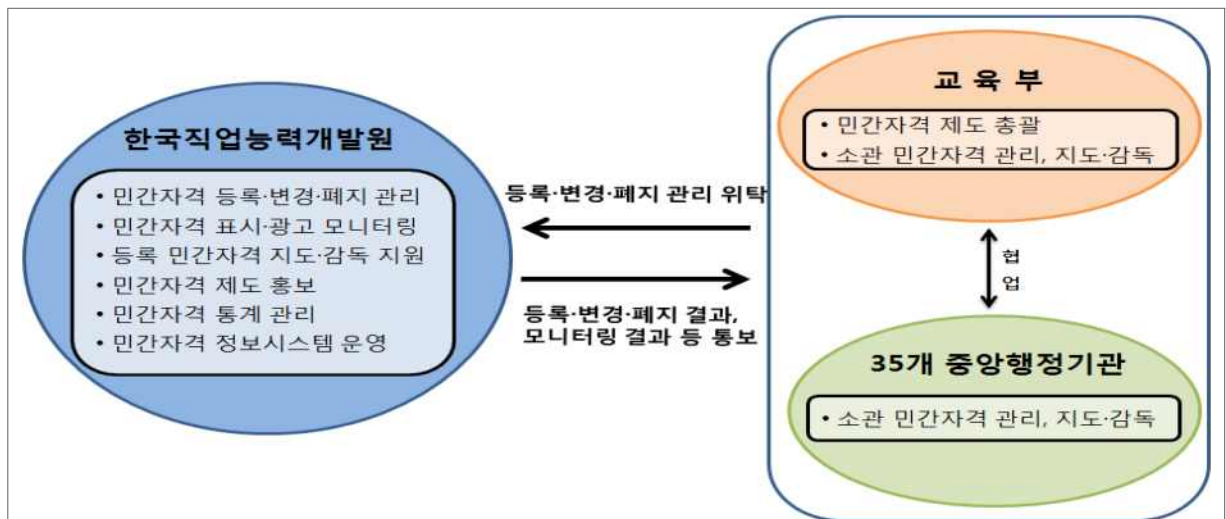 한국직업능력개발원
• 민간자격 등록·변경·폐지 관리
• 민간자격 표시·광고 모니터링
• 등록 민간자격 지도·감독 지원
• 민간자격 제도 홍보
• 민간자격 통계 관리
• 민간자격 정보시스템 운영
등록·변경·폐지 관리 위탁
등록·변경·폐지 결과,
모니터링 결과 등 통보
교 육 부
• 민간자격 제도 총괄
• 소관 민간자격 관리, 지도·감독
협
업
35개 중앙행정기관
• 소관 민간자격 관리, 지도·감독